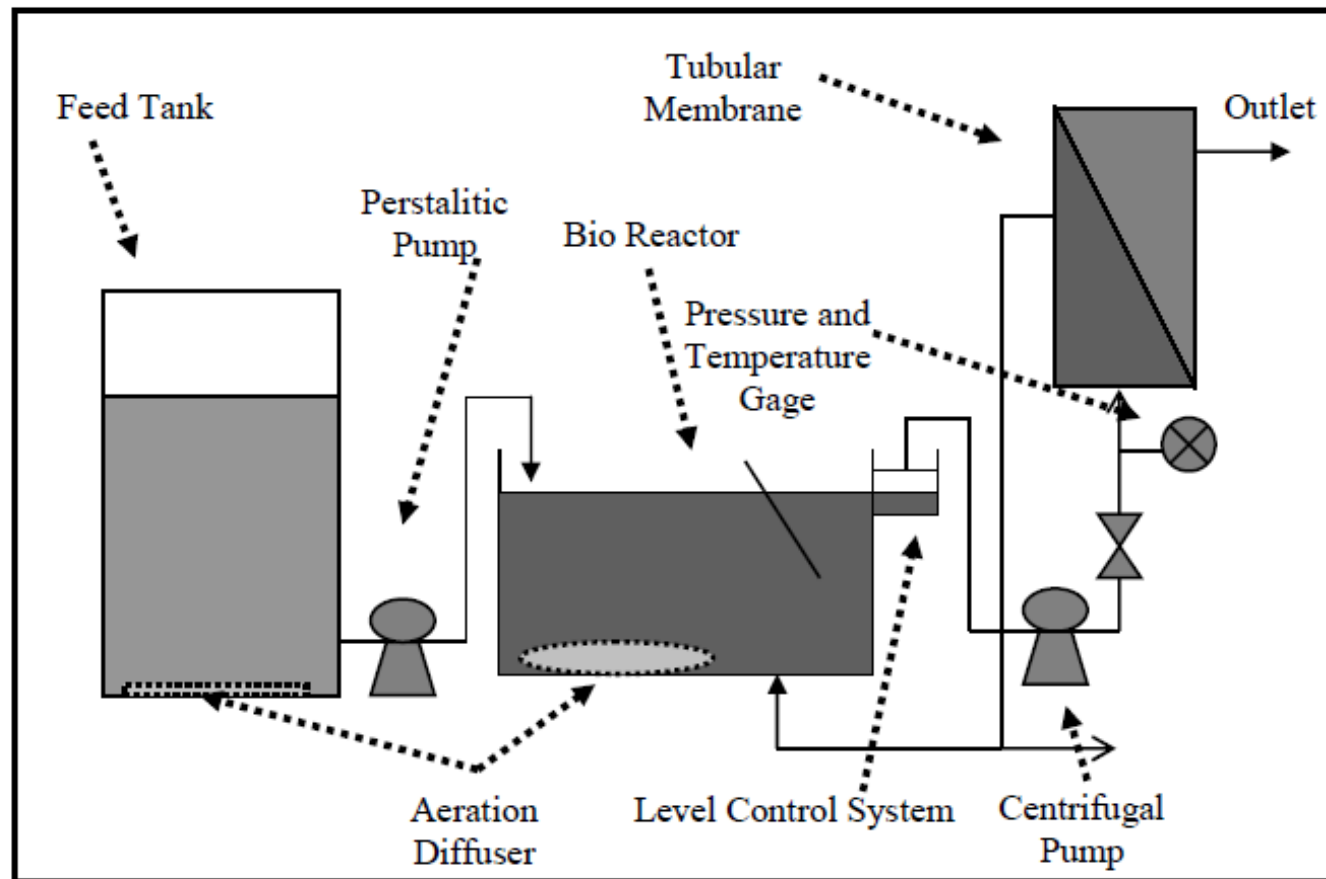 Feed Tank
Perstalitic
Pump
Bio Reactor
Tubular
Membrane
Outlet
Pressure and
Temperature
Gage
Aeration
Diffuser
Level Control System
Centrifugal
Pump